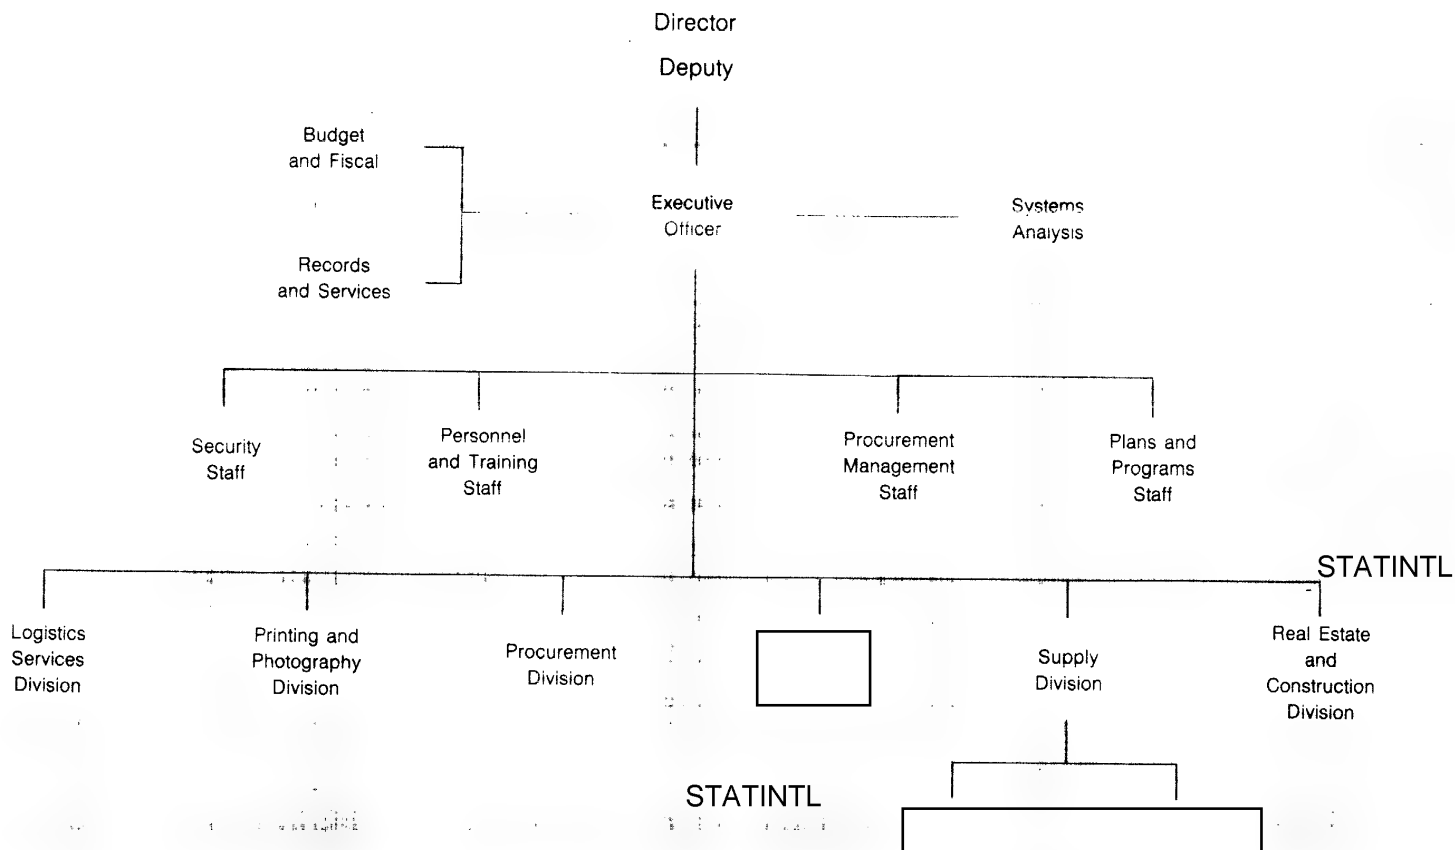 Director
Deputy
Budget
and Fiscal
Executive
Officer
Systems
Analysis
Records
and Services
Security
Staff
Personnel
and Training
Staff
Procurement
Management
Staff
Plans and
Programs
Staff
STATINTL
Logistics
Services
Division
Printing and
Photography
Division
Procurement
Division
Supply
Division
Real Estate
and
Construction
Division
STATINTL